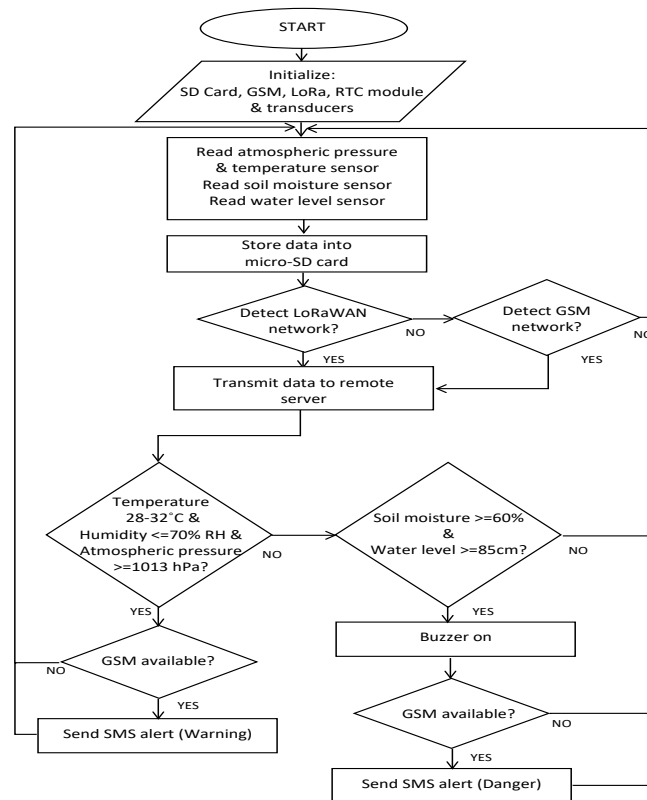 START
Initialize:
SD Card, GSM, LoRa, RTC module
& transducers
Read atmospheric pressure
& temperature sensor
Read soil moisture sensor
Read water level sensor
Store data into
micro-SD card
Detect LoRaWAN
network?
NO
YES
Detect GSM
network?
NO
YES
Transmit data to remote
server
Temperature
28-32˚C &
Humidity <=70% RH &
Atmospheric pressure
>=1013 hPa?
NO
YES
Soil moisture >=60%
&
Water level >=85cm?
NO
YES
GSM available?
NO
YES
Send SMS alert (Warning)
Buzzer on
GSM available?
NO
YES
Send SMS alert (Danger)